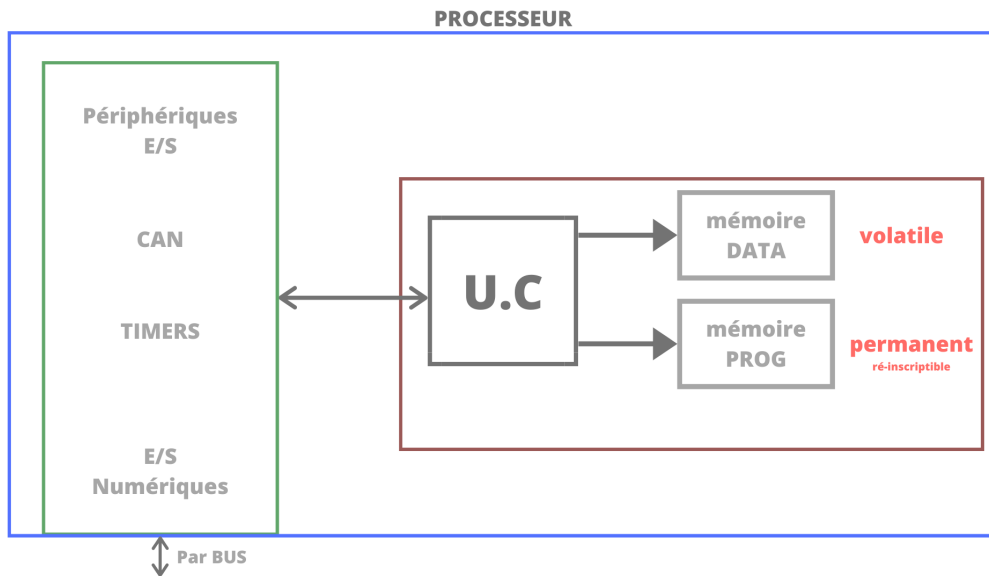 PROCESSEUR
Périphériques
E/S
CAN
TIMERS
E/S
Numériques
U.C
mémoire
DATA
volatile
mémoire
PROG
permanent
ré-inscriptible
Par BUS